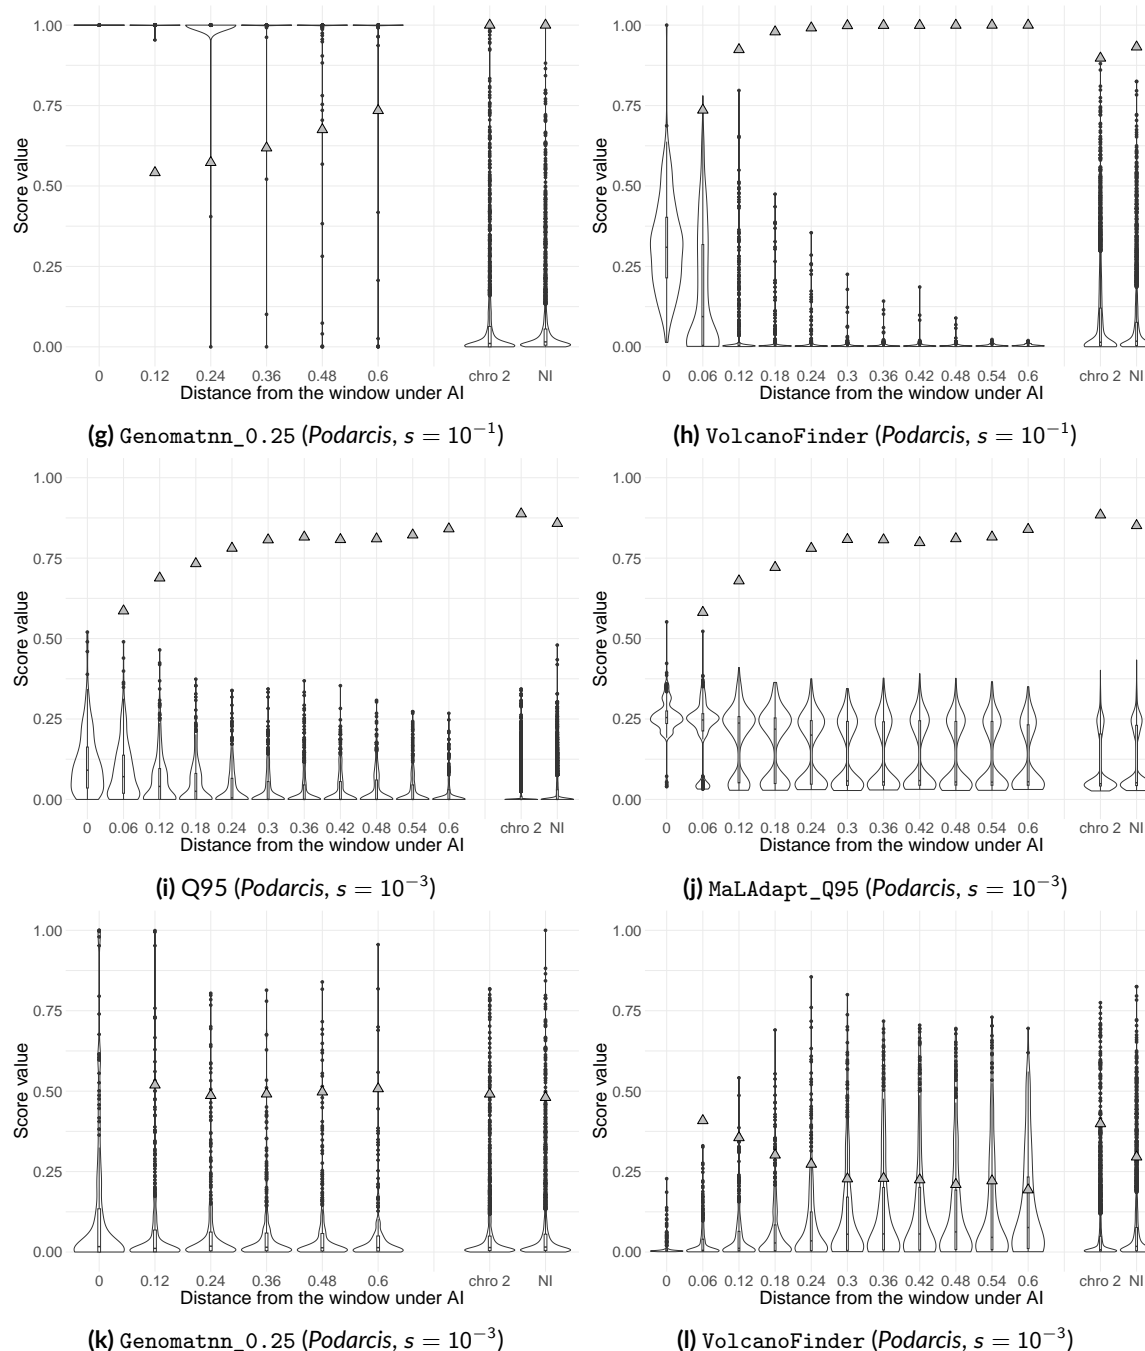 1.00
0.75
0.50
0.25
0.00
Score value
0 0.12 0.24 0.36 0.48 0.6 chro 2 NI
Distance from the window under AI
(g) Genomatnn_0.25 (Podarcis, s = 10⁻¹)
1.00
0.75
0.50
0.25
0.00
Score value
0 0.06 0.12 0.18 0.24 0.3 0.36 0.42 0.48 0.54 0.6 chro 2 NI
Distance from the window under AI
(h) VolcanoFinder (Podarcis, s = 10⁻¹)
1.00
0.75
0.50
0.25
0.00
Score value
0 0.06 0.12 0.18 0.24 0.3 0.36 0.42 0.48 0.54 0.6 chro 2 NI
Distance from the window under AI
(i) Q95 (Podarcis, s = 10⁻³)
1.00
0.75
0.50
0.25
0.00
Score value
0 0.06 0.12 0.18 0.24 0.3 0.36 0.42 0.48 0.54 0.6 chro 2 NI
Distance from the window under AI
(j) MaLAdapt_Q95 (Podarcis, s = 10⁻³)
1.00
0.75
0.50
0.25
0.00
Score value
0 0.12 0.24 0.36 0.48 0.6 chro 2 NI
Distance from the window under AI
(k) Genomatnn_0.25 (Podarcis, s = 10⁻³)
1.00
0.75
0.50
0.25
0.00
Score value
0 0.06 0.12 0.18 0.24 0.3 0.36 0.42 0.48 0.54 0.6 chro 2 NI
Distance from the window under AI
(l) VolcanoFinder (Podarcis, s = 10⁻³)